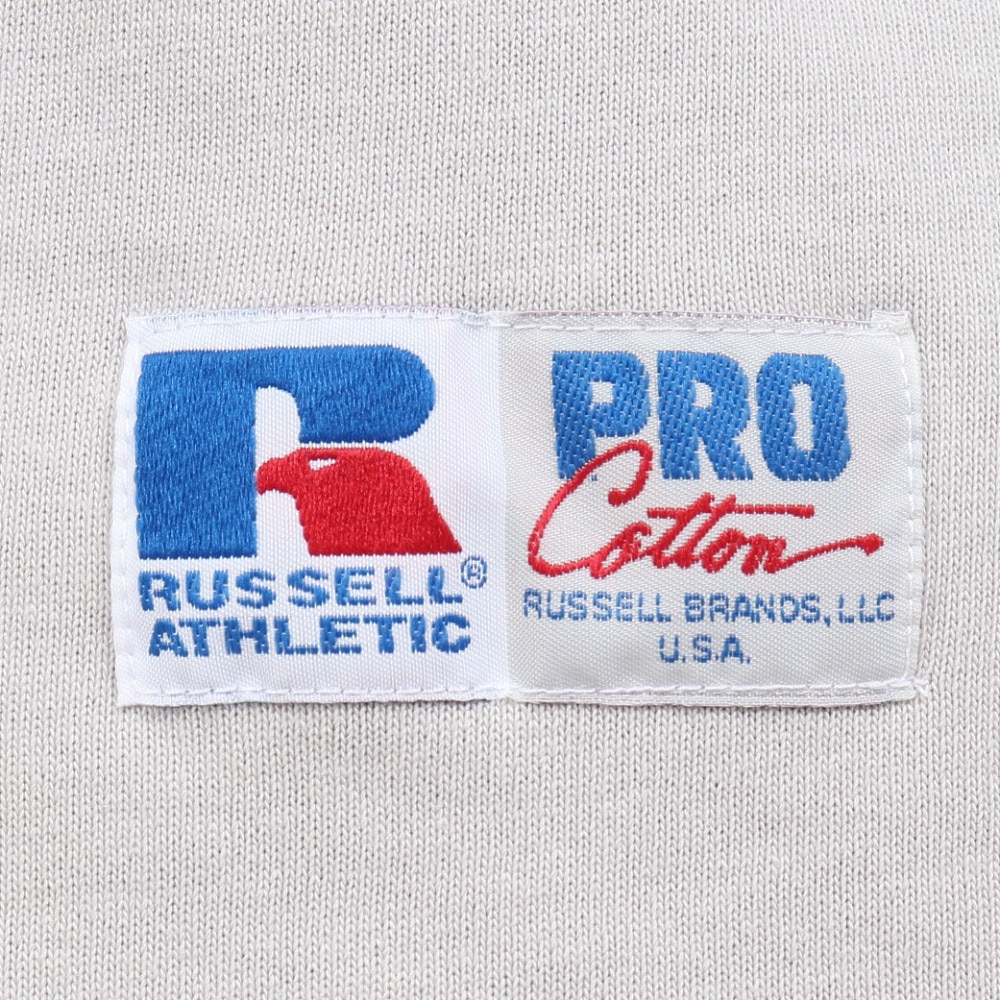 RUSSELL®
ATHLETIC
PRO
Cotton
RUSSELL BRANDS, LLC
U.S.A.